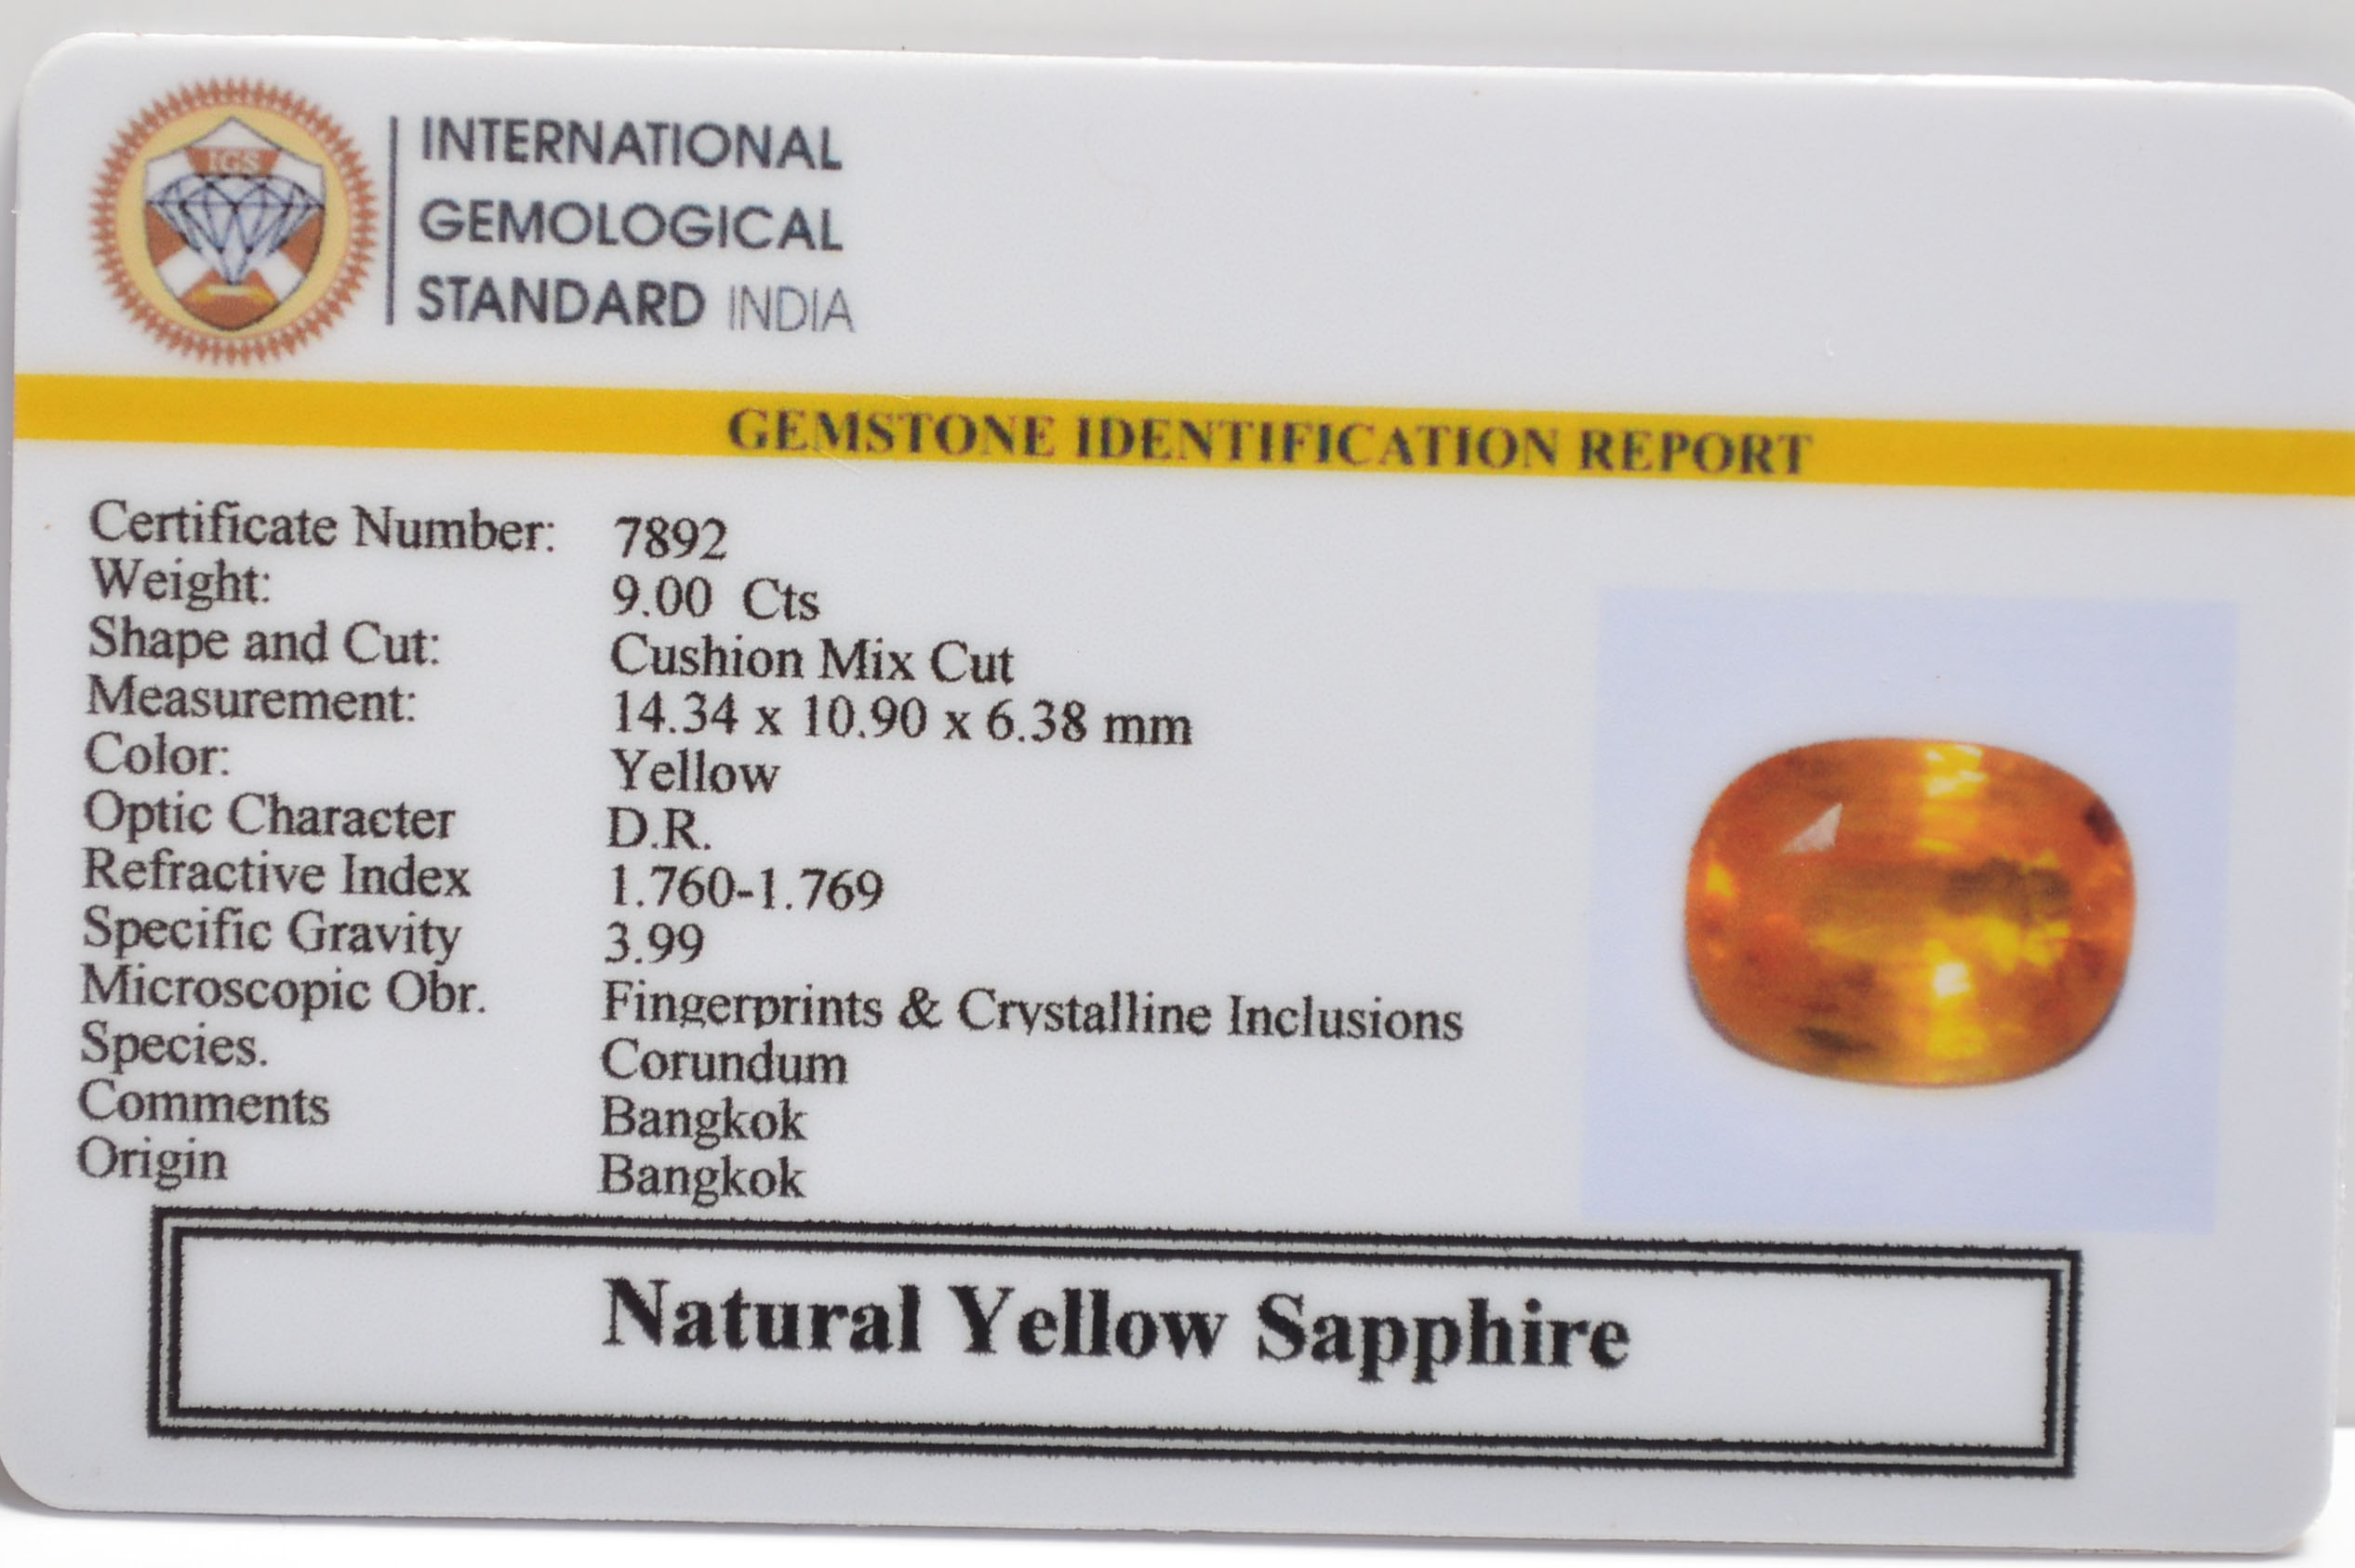 IGS
INTERNATIONAL
GEMOLOGICAL
STANDARD INDIA
GEMSTONE IDENTIFICATION REPORT
Certificate Number: 7892
Weight: 9.00 Cts
Shape and Cut: Cushion Mix Cut
Measurement: 14.34 x 10.90 x 6.38 mm
Color: Yellow
Optic Character D.R.
Refractive Index 1.760-1.769
Specific Gravity 3.99
Microscopic Obr. Fingerprints & Crystalline Inclusions
Species. Corundum
Comments Bangkok
Origin Bangkok
Natural Yellow Sapphire